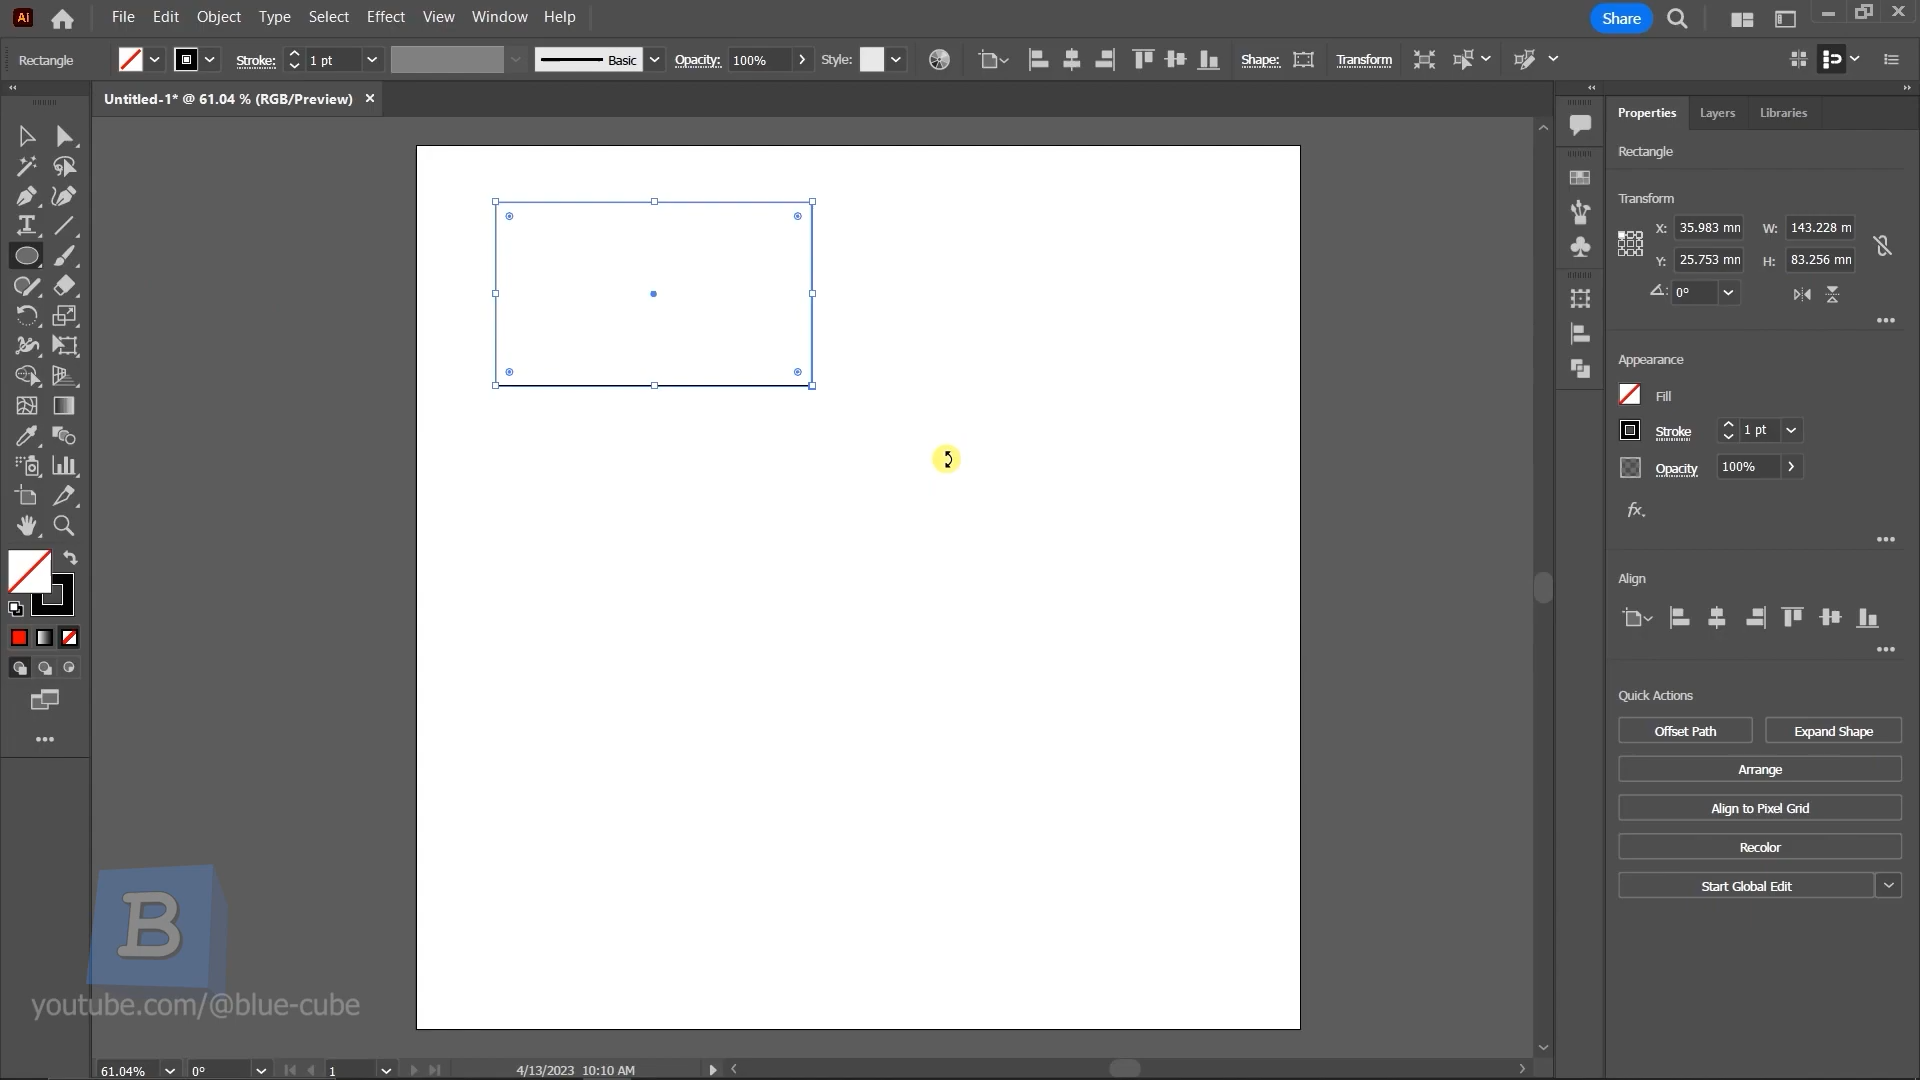 Ai File Edit Object Type Select Effect View Window Help Share
Rectangle Stroke: 1 pt Basic Opacity: 100% Style: Shape: Transform
Untitled-1* @ 61.04 % (RGB/Preview) ×
Properties Layers Libraries
Rectangle
Transform
X: 35.983 mm W: 143.228 m
Y: 25.753 mm H: 83.256 mm
0°
Appearance
Fill
Stroke 1 pt
Opacity 100%
fx.
Align
Quick Actions
Offset Path Expand Shape
Arrange
Align to Pixel Grid
Recolor
Start Global Edit
B
youtube.com/@blue-cube
61.04% 0° 1 4/13/2023 10:10 AM